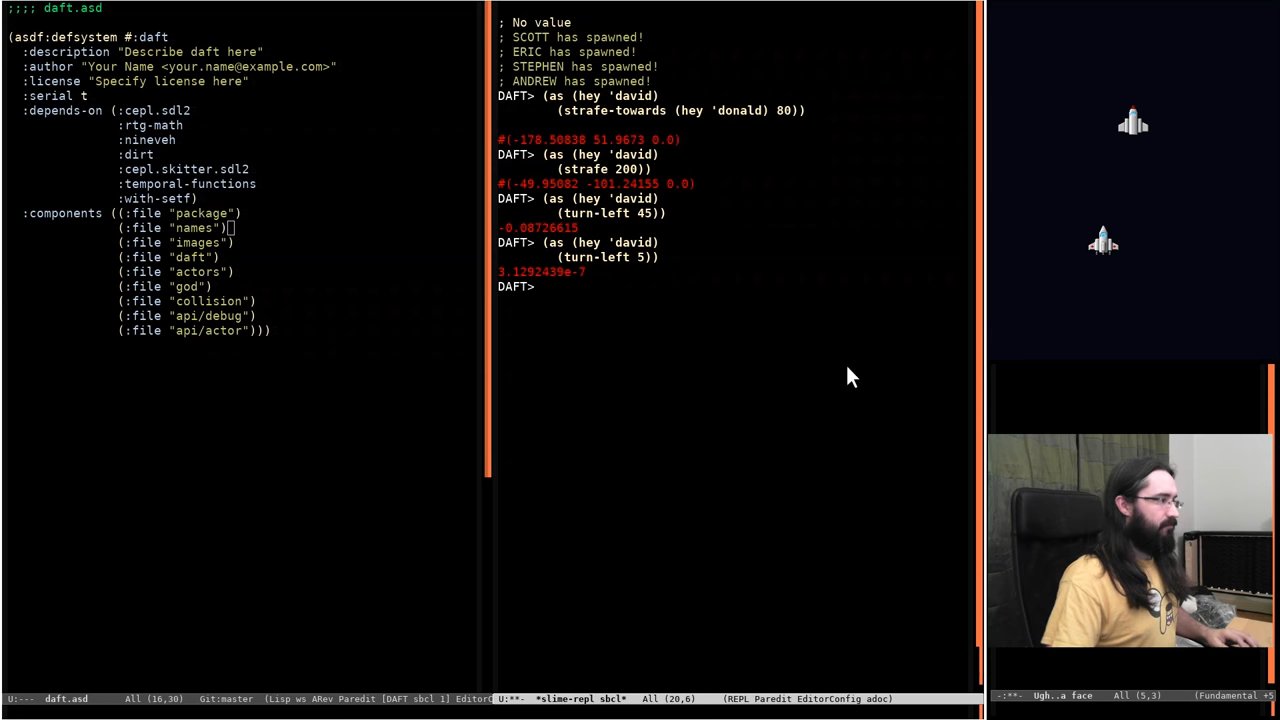 ;;;; daft.asd
(asdf:defsystem #:daft
  :description "Describe daft here"
  :author "Your Name <your.name@example.com>"
  :license "Specify license here"
  :serial t
  :depends-on (:cepl.sdl2
               :rtg-math
               :nineveh
               :dirt
               :cepl.skitter.sdl2
               :temporal-functions
               :with-setf)
  :components ((:file "package")
               (:file "names")
               (:file "images")
               (:file "daft")
               (:file "actors")
               (:file "god")
               (:file "collision")
               (:file "api/debug")
               (:file "api/actor")))
U:---  daft.asd     All (16,30)   Git:master  (Lisp ws ARev Paredit [DAFT sbcl 1] EditorC
; No value
; SCOTT has spawned!
; ERIC has spawned!
; STEPHEN has spawned!
; ANDREW has spawned!
DAFT> (as (hey 'david)
        (strafe-towards (hey 'donald) 80))
#(-178.50838 51.9673 0.0)
DAFT> (as (hey 'david)
        (strafe 200))
#(-49.95082 -101.24155 0.0)
DAFT> (as (hey 'david)
        (turn-left 45))
-0.08726615
DAFT> (as (hey 'david)
        (turn-left 5))
3.1292439e-7
DAFT>
U:**-  *slime-repl sbcl*   All (20,6)    (REPL Paredit EditorConfig adoc)
-:**-  Ugh..a face   All (5,3)    (Fundamental +5